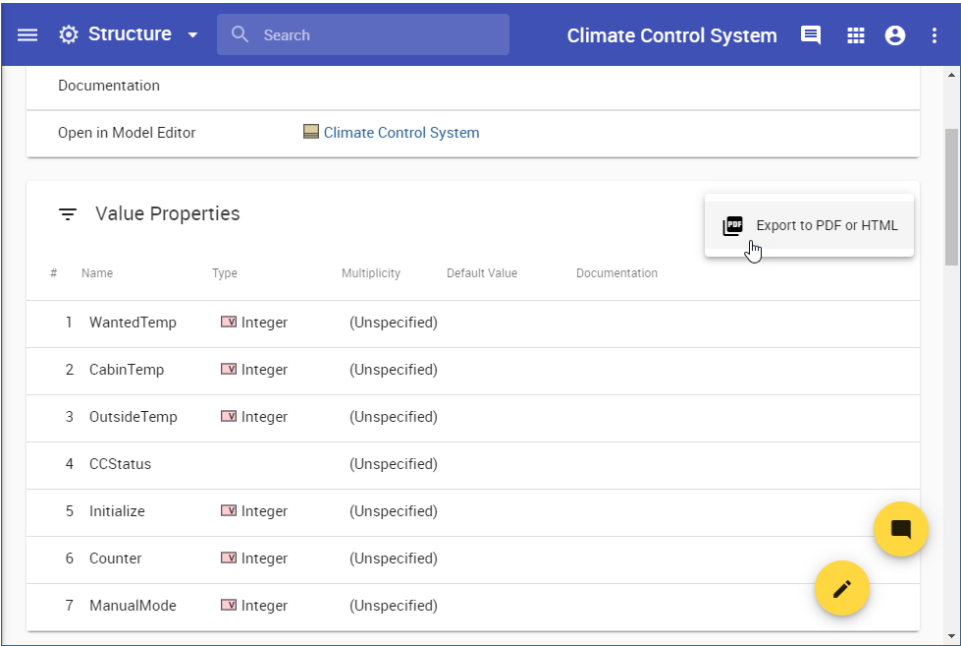 Structure Search Climate Control System
Documentation
Open in Model Editor Climate Control System
Value Properties
PDF Export to PDF or HTML
# Name Type Multiplicity Default Value Documentation
1 WantedTemp V Integer (Unspecified)
2 CabinTemp V Integer (Unspecified)
3 OutsideTemp V Integer (Unspecified)
4 CCStatus (Unspecified)
5 Initialize V Integer (Unspecified)
6 Counter V Integer (Unspecified)
7 ManualMode V Integer (Unspecified)